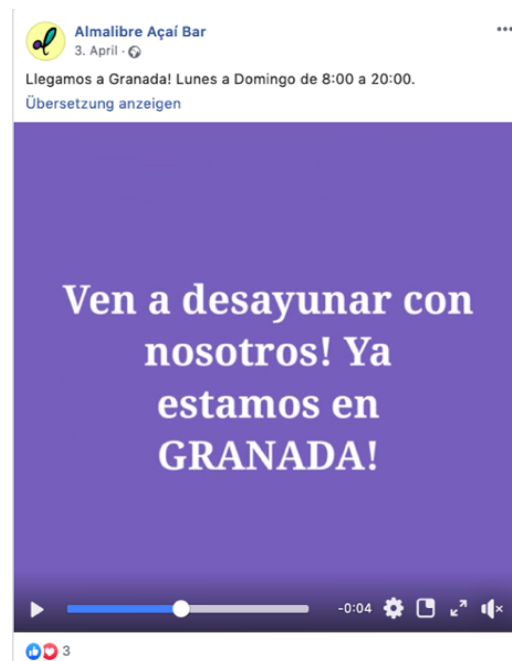 Almalibre Açaí Bar
3. April ·
Llegamos a Granada! Lunes a Domingo de 8:00 a 20:00.
Übersetzung anzeigen
Ven a desayunar con
nosotros! Ya
estamos en
GRANADA!
-0:04
3